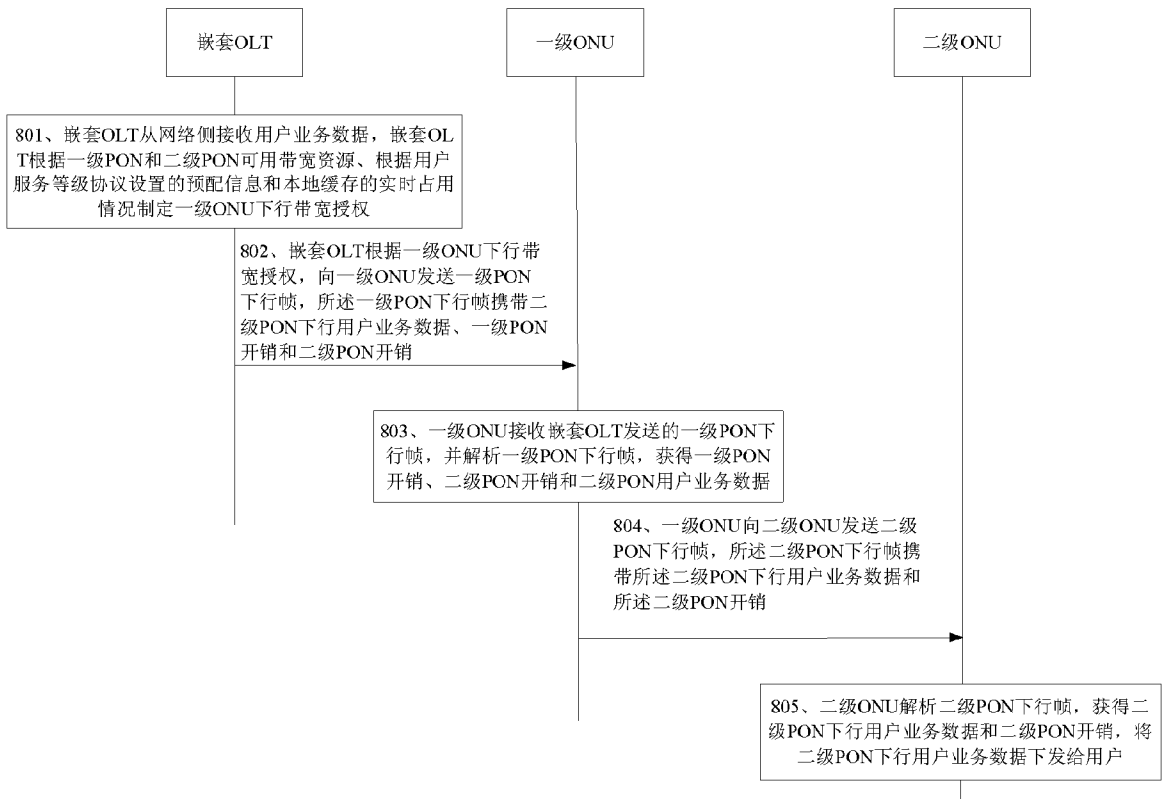 嵌套OLT
一级ONU
二级ONU
801、嵌套OLT从网络侧接收用户业务数据，嵌套OL
T根据一级PON和二级PON可用带宽资源、根据用户
服务等级协议设置的预配信息和本地缓存的实时占用
情况制定一级ONU下行带宽授权
802、嵌套OLT根据一级ONU下行带
宽授权，向一级ONU发送一级PON
下行帧，所述一级PON下行帧携带二
级PON下行用户业务数据、一级PON
开销和二级PON开销
803、一级ONU接收嵌套OLT发送的一级PON下
行帧，并解析一级PON下行帧，获得一级PON
开销、二级PON开销和二级PON用户业务数据
804、一级ONU向二级ONU发送二级
PON下行帧，所述二级PON下行帧携
带所述二级PON下行用户业务数据和
所述二级PON开销
805、二级ONU解析二级PON下行帧，获得二
级PON下行用户业务数据和二级PON开销，将
二级PON下行用户业务数据下发给用户